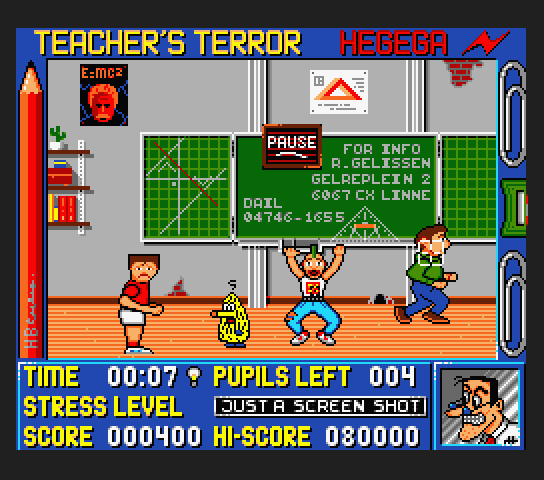 TEACHER'S TERROR HEGEGA
E=MC²
PAUSE
FOR INFO
R.GELISSEN
GELREPLEIN 2
6067 CX LINNE
DAIL
04746-1655
HB
TIME 00:07 PUPILS LEFT 004
STRESS LEVEL JUST A SCREEN SHOT
SCORE 000400 HI-SCORE 080000